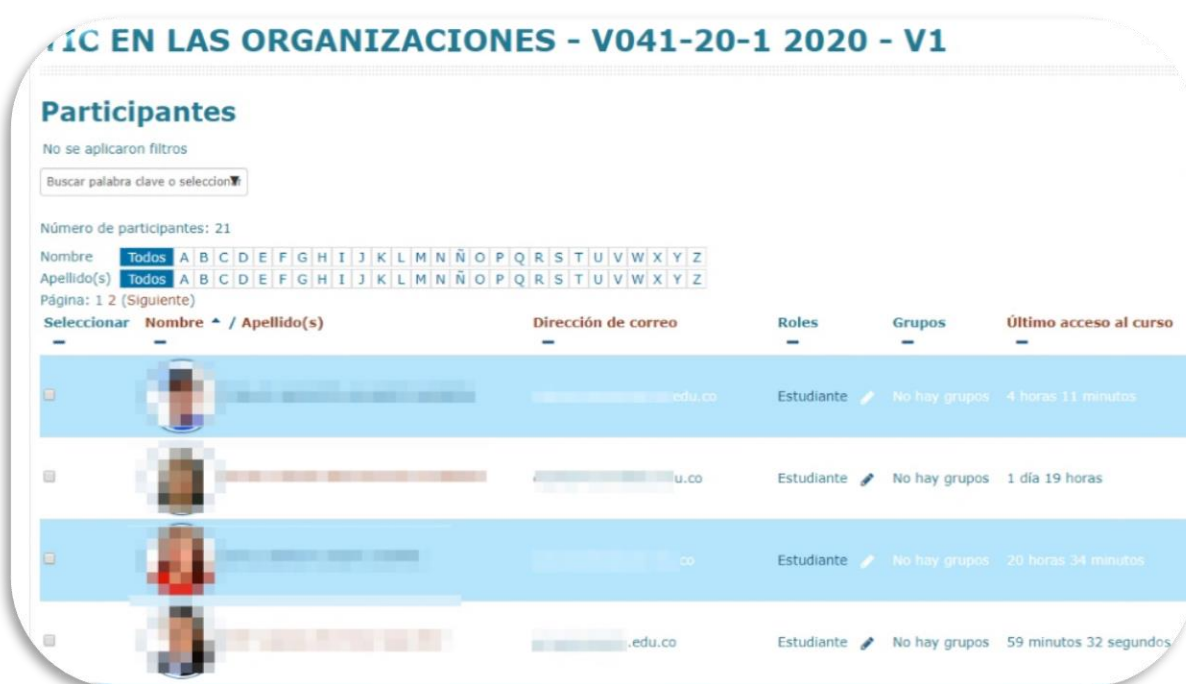 TIC EN LAS ORGANIZACIONES - V041-20-1 2020 - V1
Participantes
No se aplicaron filtros
Buscar palabra clave o seleccionar
Número de participantes: 21
Nombre Todos A B C D E F G H I J K L M N Ñ O P Q R S T U V W X Y Z
Apellido(s) Todos A B C D E F G H I J K L M N Ñ O P Q R S T U V W X Y Z
Página: 1 2 (Siguiente)
Seleccionar Nombre / Apellido(s) Dirección de correo Roles Grupos Último acceso al curso
edu.co Estudiante No hay grupos 4 horas 11 minutos
u.co Estudiante No hay grupos 1 día 19 horas
co Estudiante No hay grupos 20 horas 34 minutos
.edu.co Estudiante No hay grupos 59 minutos 32 segundos